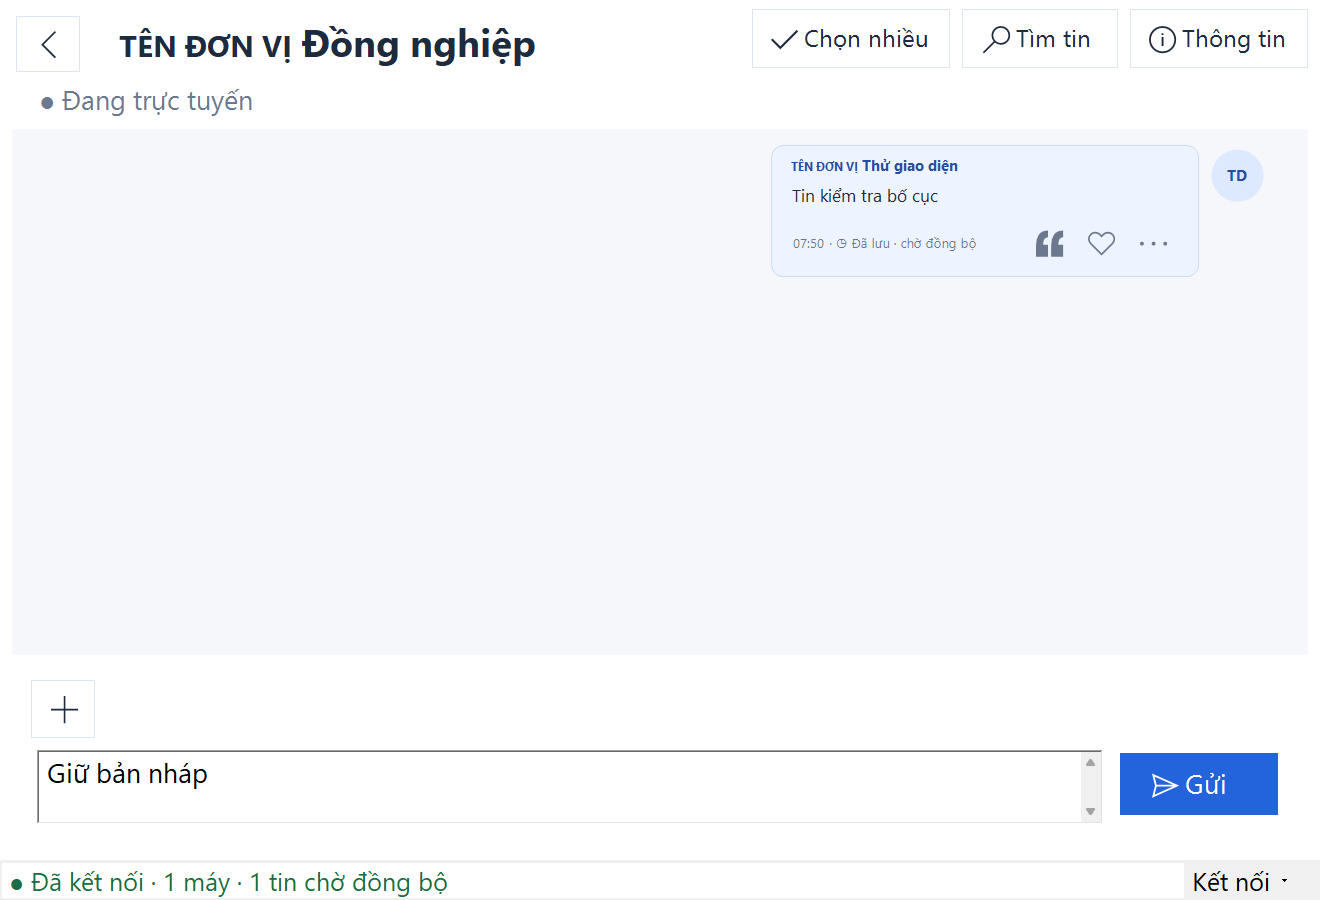 TÊN ĐƠN VỊ Đồng nghiệp
Chọn nhiều
Tìm tin
Thông tin
● Đang trực tuyến
TÊN ĐƠN VỊ Thử giao diện
TD
Tin kiểm tra bố cục
07:50 · ◷ Đã lưu · chờ đồng bộ
Giữ bản nháp
Gửi
● Đã kết nối · 1 máy · 1 tin chờ đồng bộ
Kết nối